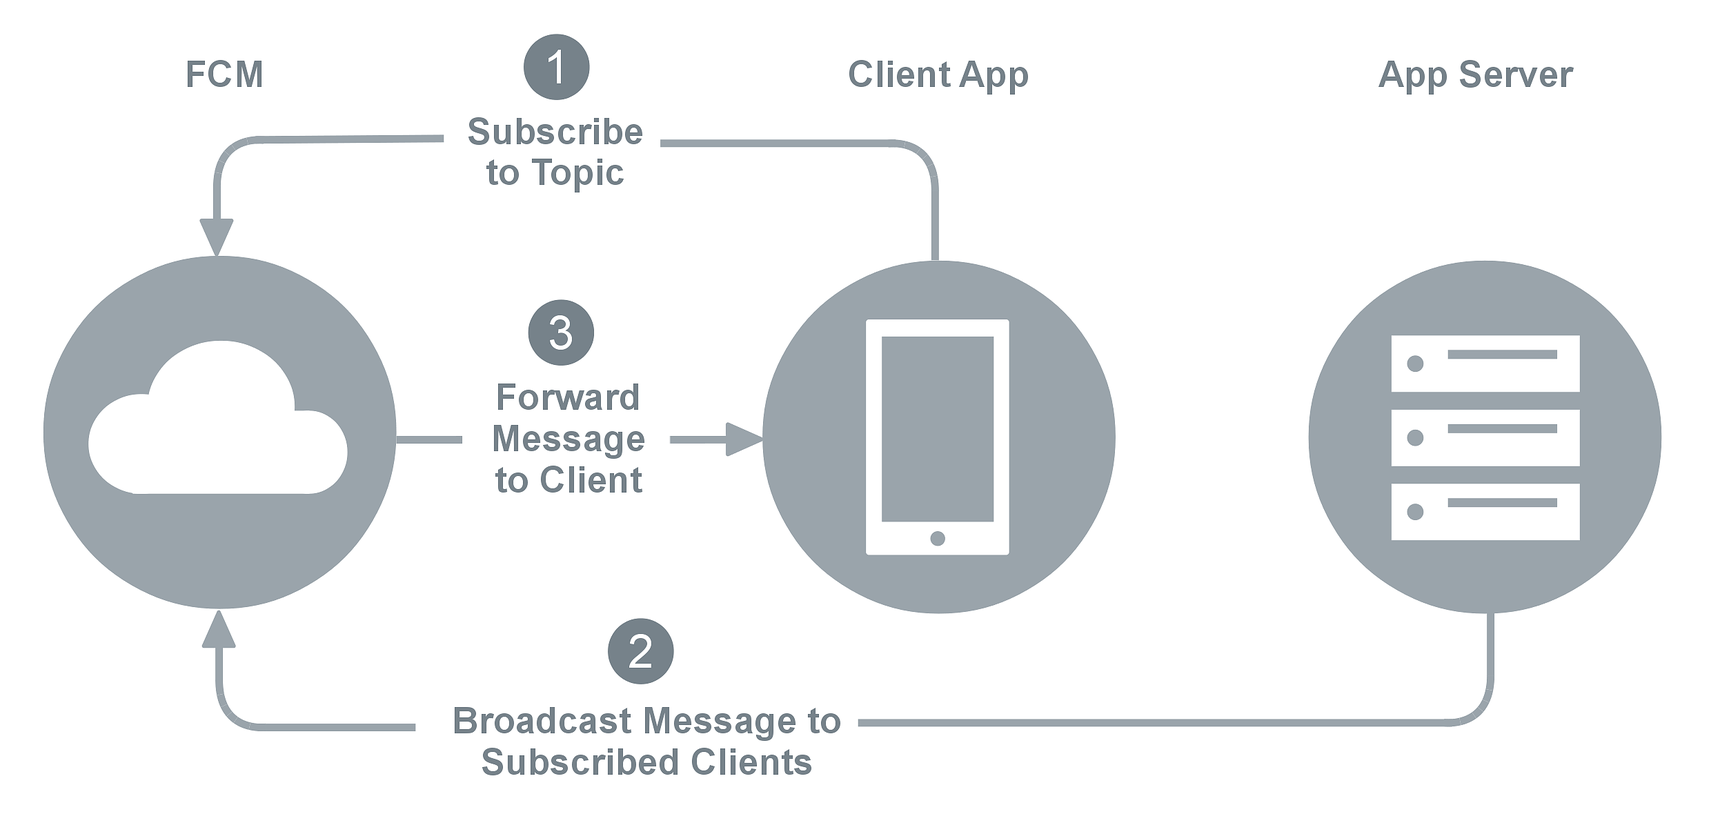 FCM
1
Client App
App Server
Subscribe
to Topic
3
Forward
Message
to Client
2
Broadcast Message to
Subscribed Clients